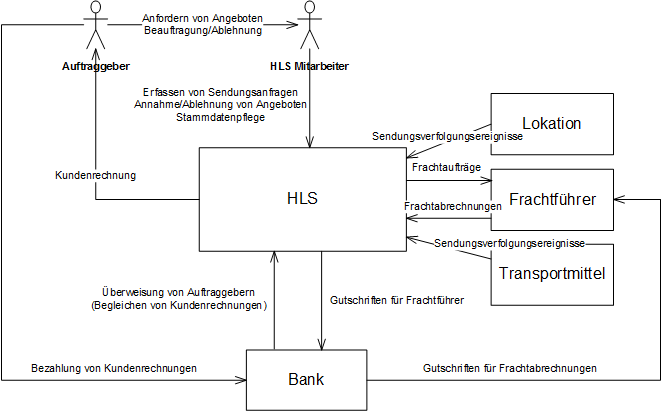 Anfordern von Angeboten
Beauftragung/Ablehnung
Auftraggeber
HLS Mitarbeiter
Erfassen von Sendungsanfragen
Annahme/Ablehnung von Angeboten
Stammdatenpflege
Lokation
Sendungsverfolgungsereignisse
Kundenrechnung
HLS
Frachtaufträge
Frachtführer
Frachtabrechnungen
Sendungsverfolgungsereignisse
Transportmittel
Überweisung von Auftraggebern
(Begleichen von Kundenrechnungen)
Gutschriften für Frachtführer
Bezahlung von Kundenrechnungen
Bank
Gutschriften für Frachtabrechnungen